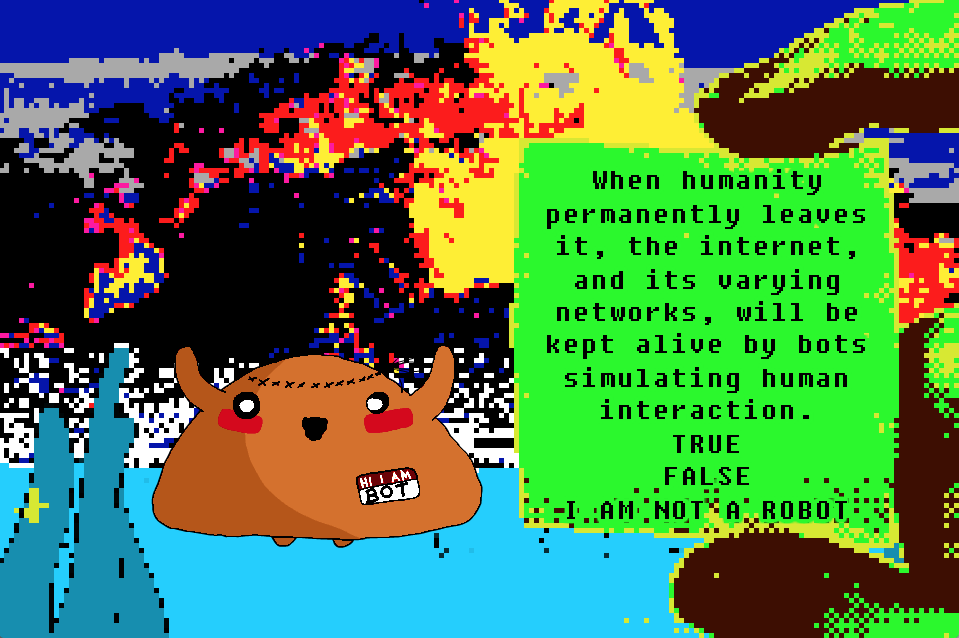 When humanity
permanently leaves
it, the internet,
and its varying
networks, will be
kept alive by bots
simulating human
interaction.
TRUE
FALSE
I AM NOT A ROBOT
HI I AM
BOT